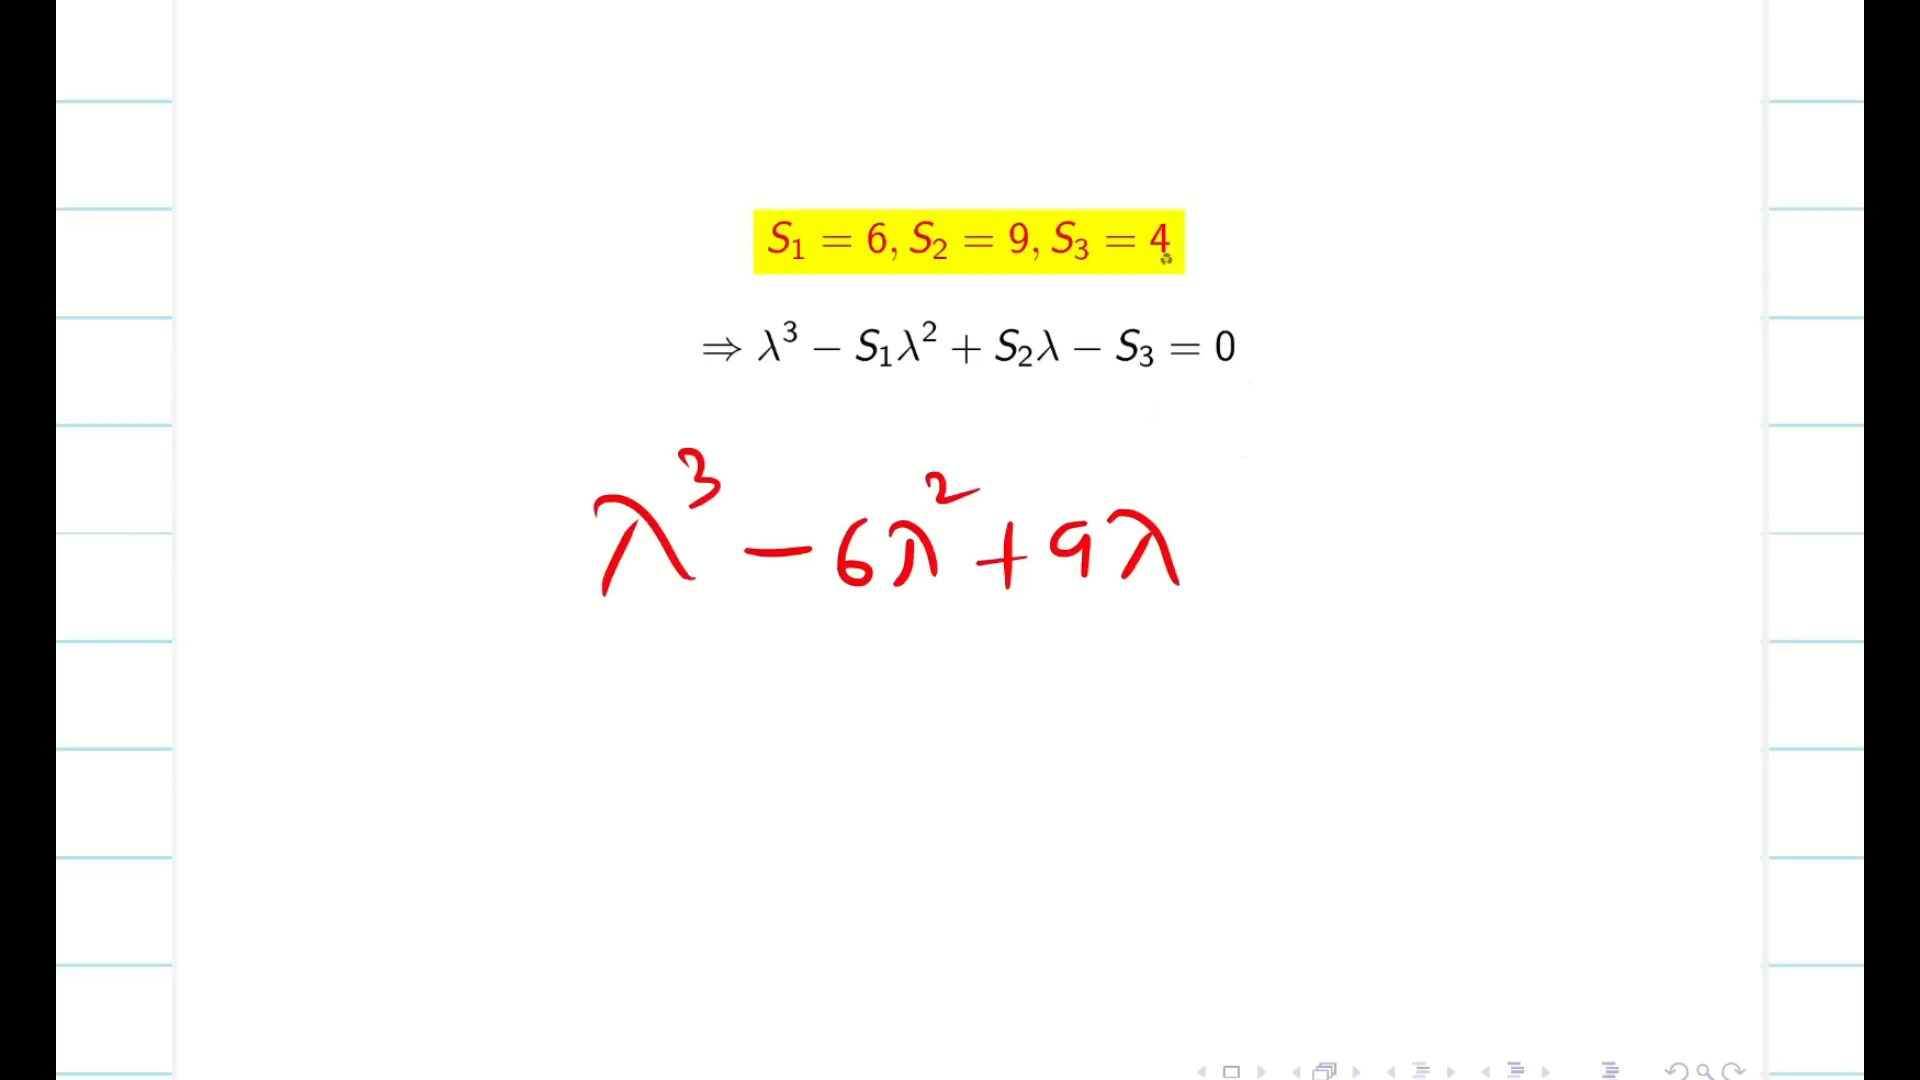 S₁ = 6, S₂ = 9, S₃ = 4
⇒ λ³ − S₁λ² + S₂λ − S₃ = 0
λ³ − 6λ² + 9λ